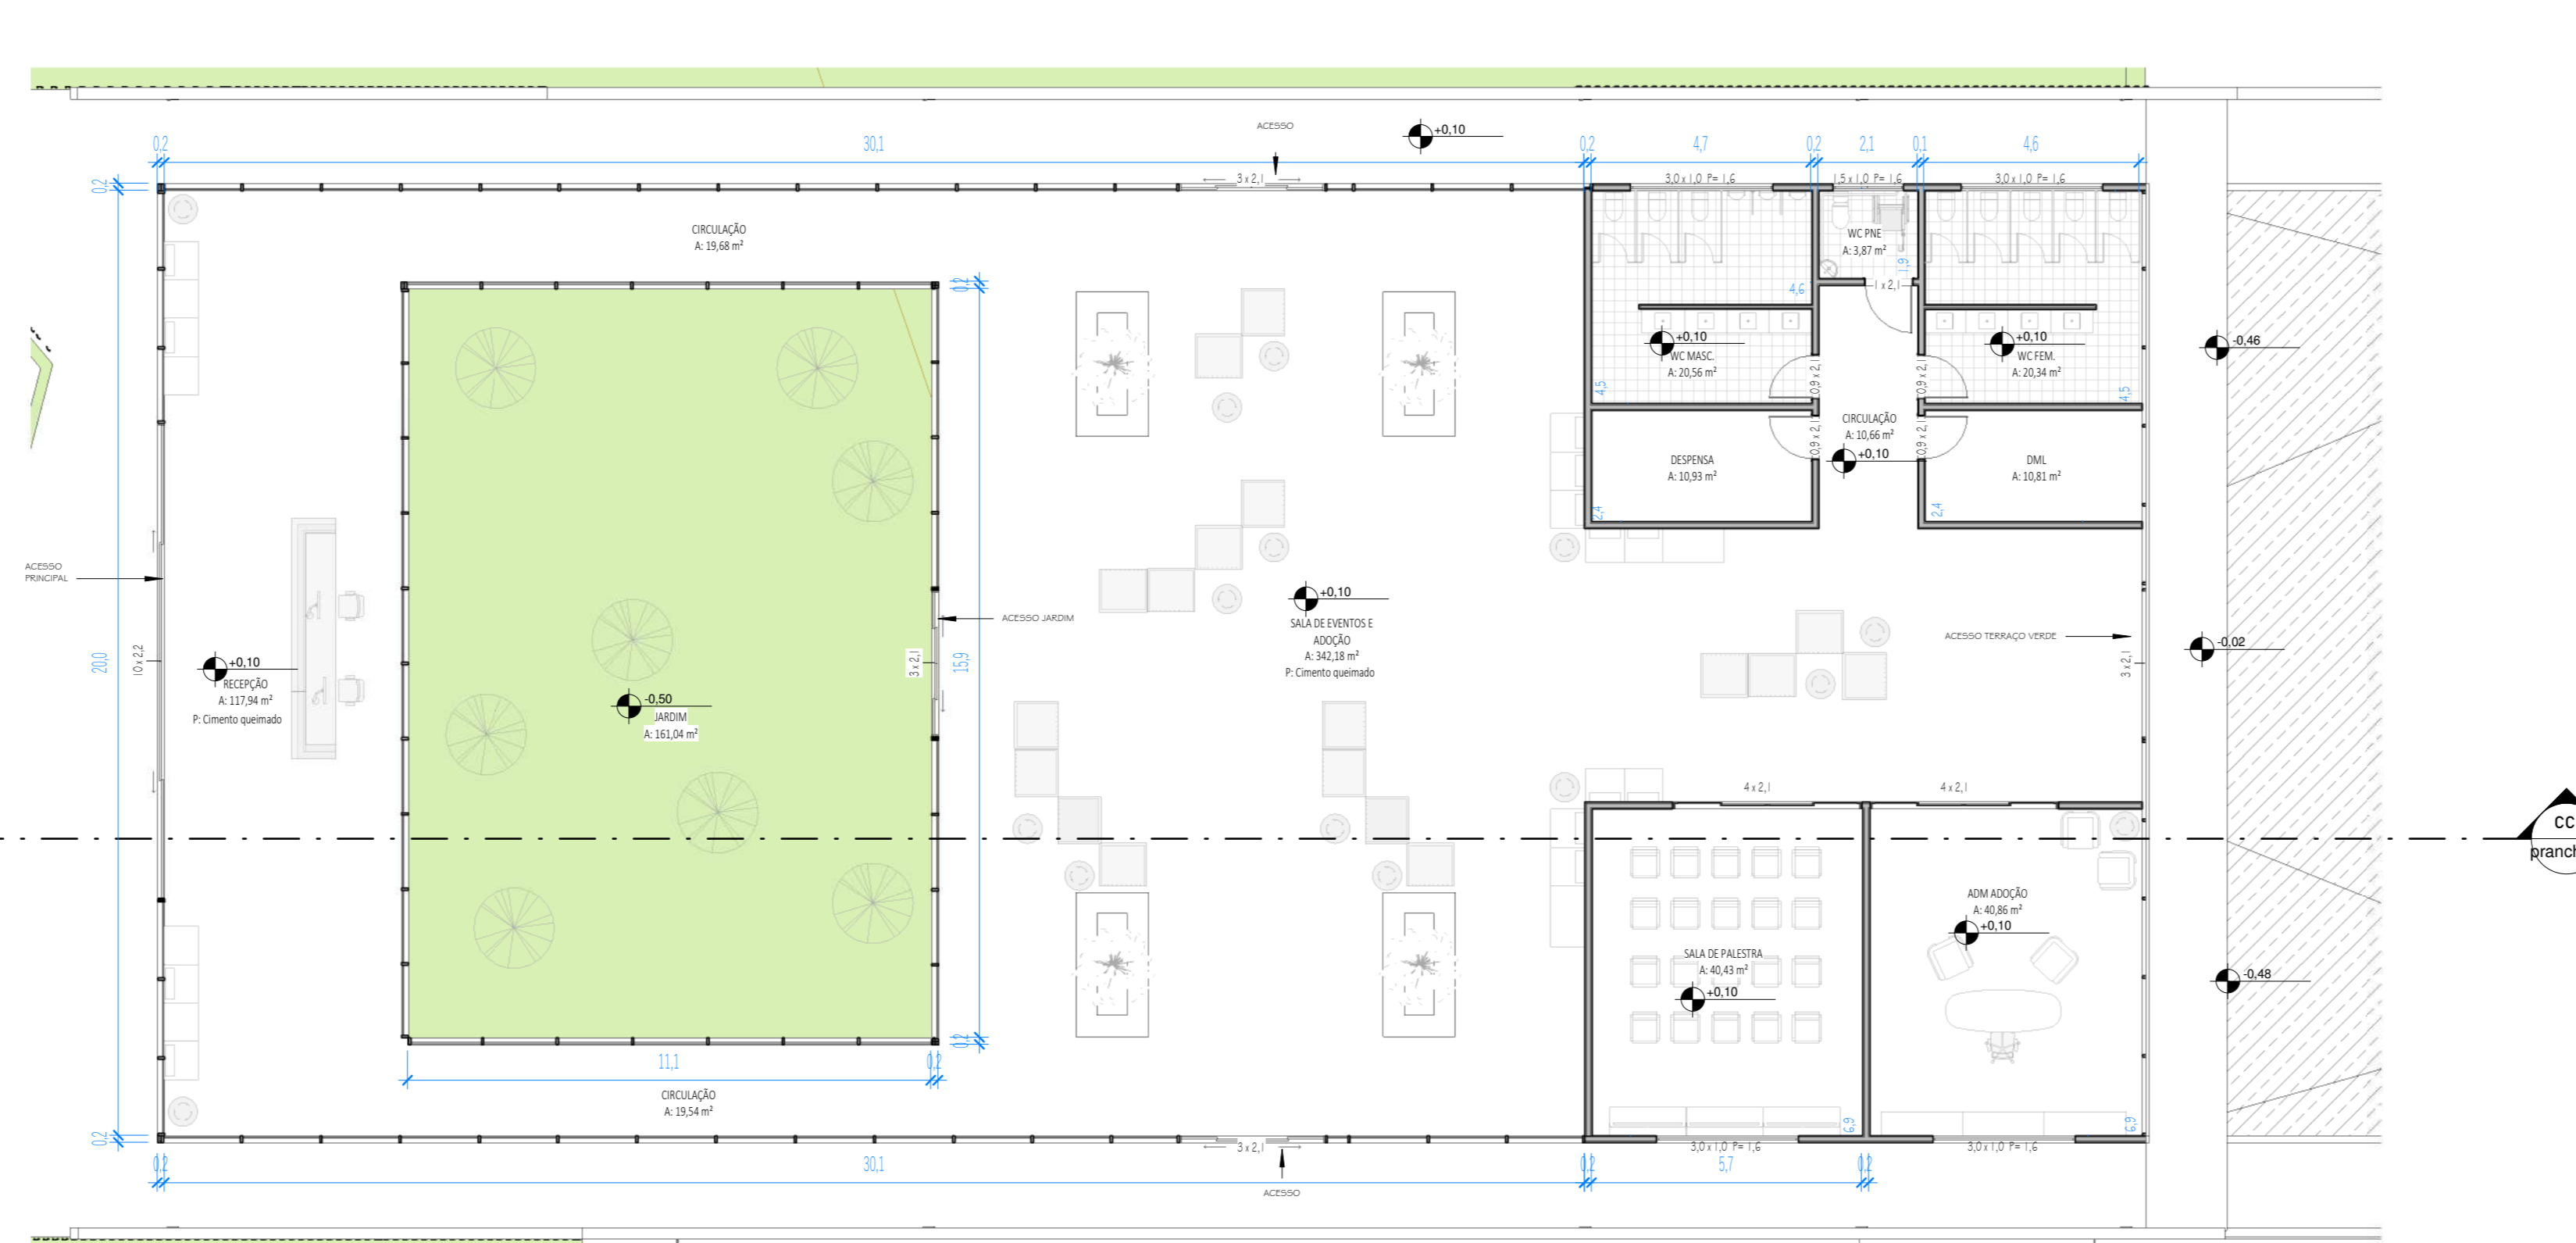 ACESSO
+0,10
0,2
30,1
0,2
4,7
0,2
2,1
0,1
4,6
0,2
3 x 2,1
3,0 x 1,0 P= 1,6
1,5 x 1,0 P= 1,6
3,0 x 1,0 P= 1,6
CIRCULAÇÃO
A: 19,68 m²
WC PNE
A: 3,87 m²
1,9
0,2
4,6
1 x 2,1
+0,10
WC MASC.
A: 20,56 m²
+0,10
WC FEM.
A: 20,34 m²
-0,46
4,5
0,9 x 2,1
0,9 x 2,1
4,5
CIRCULAÇÃO
A: 10,66 m²
+0,10
0,9 x 2,1
0,9 x 2,1
DESPENSA
A: 10,93 m²
DML
A: 10,81 m²
2,4
2,4
ACESSO
PRINCIPAL
+0,10
SALA DE EVENTOS E
ADOÇÃO
A: 342,18 m²
P: Cimento queimado
ACESSO JARDIM
ACESSO TERRAÇO VERDE
-0,02
20,0
10 x 2,2
+0,10
RECEPÇÃO
A: 117,94 m²
P: Cimento queimado
3 x 2,1
15,9
3 x 2,1
-0,50
JARDIM
A: 161,04 m²
4 x 2,1
4 x 2,1
CC
pranch
ADM ADOÇÃO
A: 40,86 m²
+0,10
SALA DE PALESTRA
A: 40,43 m²
+0,10
-0,48
0,2
11,1
0,2
CIRCULAÇÃO
A: 19,54 m²
6,9
6,9
0,2
3 x 2,1
3,0 x 1,0 P= 1,6
3,0 x 1,0 P= 1,6
0,2
30,1
0,2
5,7
0,2
ACESSO